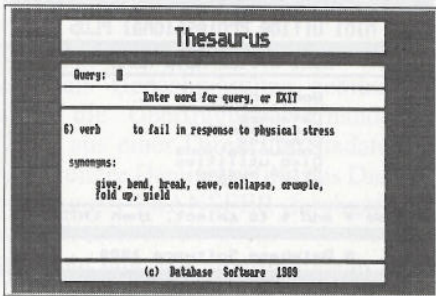 Thesaurus
Query:
Enter word for query, or EXIT
6) verb to fail in response to physical stress
synonyms:
give, bend, break, cave, collapse, crumple,
fold up, yield
(c) Database Software 1989